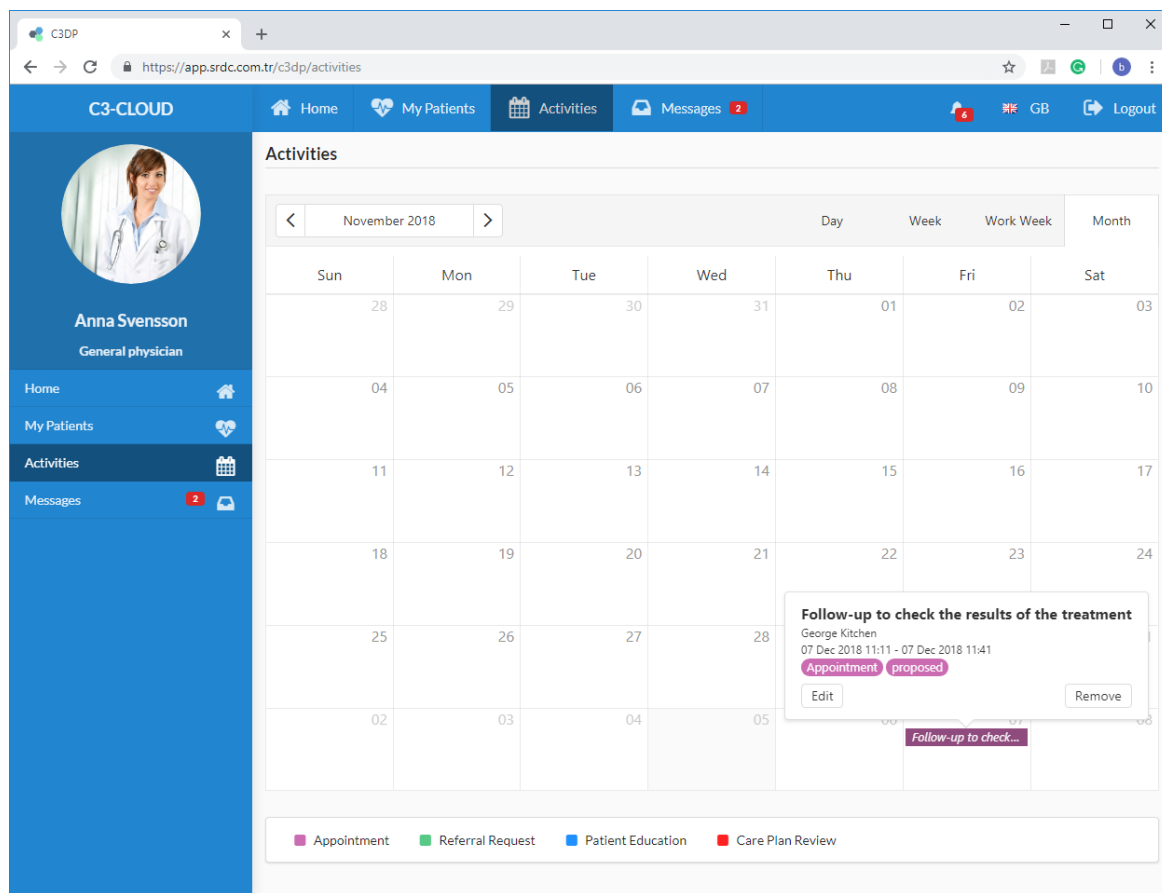 C3DP
https://app.srdc.com.tr/c3dp/activities
b
C3-CLOUD
Home
My Patients
Activities
Messages 2
6
GB
Logout
Anna Svensson
General physician
Home
My Patients
Activities
Messages 2
Activities
November 2018
Day Week Work Week Month
Sun Mon Tue Wed Thu Fri Sat
28 29 30 31 01 02 03
04 05 06 07 08 09 10
11 12 13 14 15 16 17
18 19 20 21 22 23 24
25 26 27 28
Follow-up to check the results of the treatment
George Kitchen
07 Dec 2018 11:11 - 07 Dec 2018 11:41
Appointment proposed
Edit Remove
02 03 04 05 06 07 08
Follow-up to check...
Appointment Referral Request Patient Education Care Plan Review